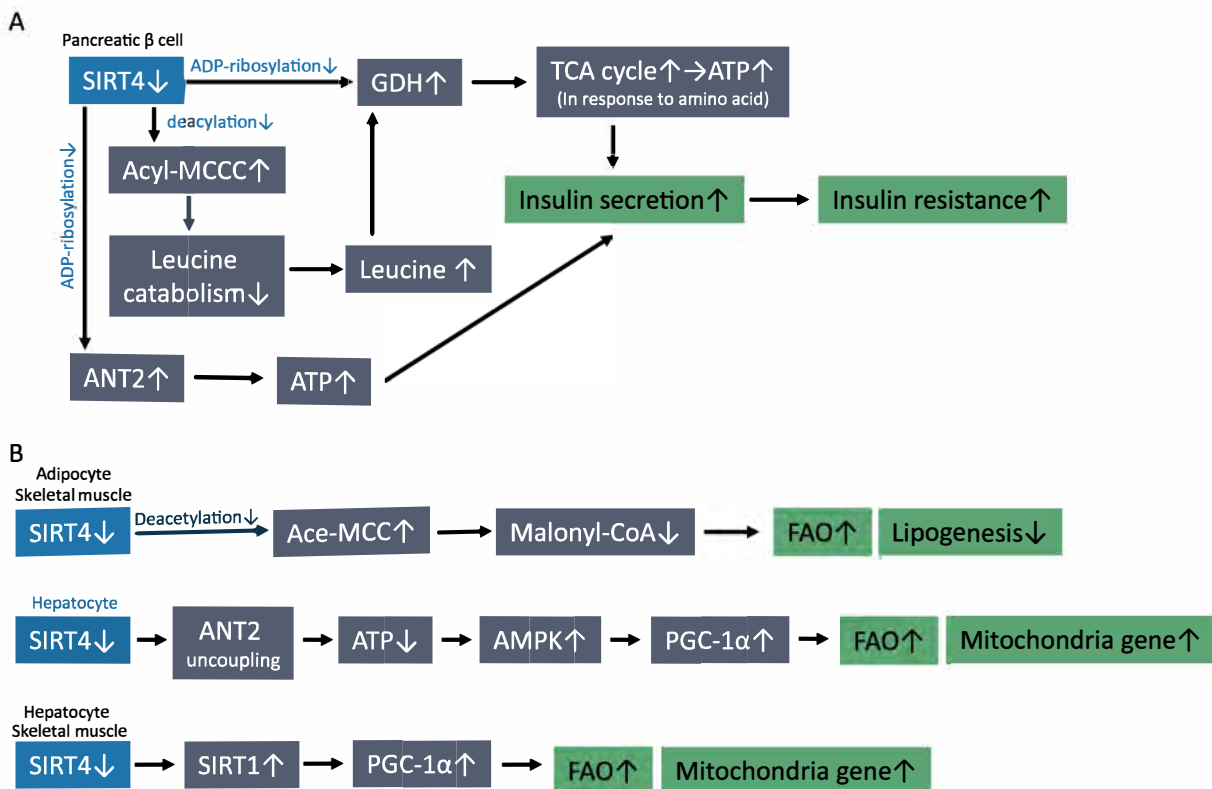 A
Pancreatic β cell
SIRT4↓
ADP-ribosylation↓
GDH↑
TCA cycle↑→ATP↑
(In response to amino acid)
deacylation↓
ADP-ribosylation↓
Acyl-MCCC↑
Insulin secretion↑
Insulin resistance↑
Leucine
catabolism↓
Leucine ↑
ANT2↑
ATP↑
B
Adipocyte
Skeletal muscle
SIRT4↓
Deacetylation↓
Ace-MCC↑
Malonyl-CoA↓
FAO↑
Lipogenesis↓
Hepatocyte
SIRT4↓
ANT2
uncoupling
ATP↓
AMPK↑
PGC-1α↑
FAO↑
Mitochondria gene↑
Hepatocyte
Skeletal muscle
SIRT4↓
SIRT1↑
PGC-1α↑
FAO↑
Mitochondria gene↑